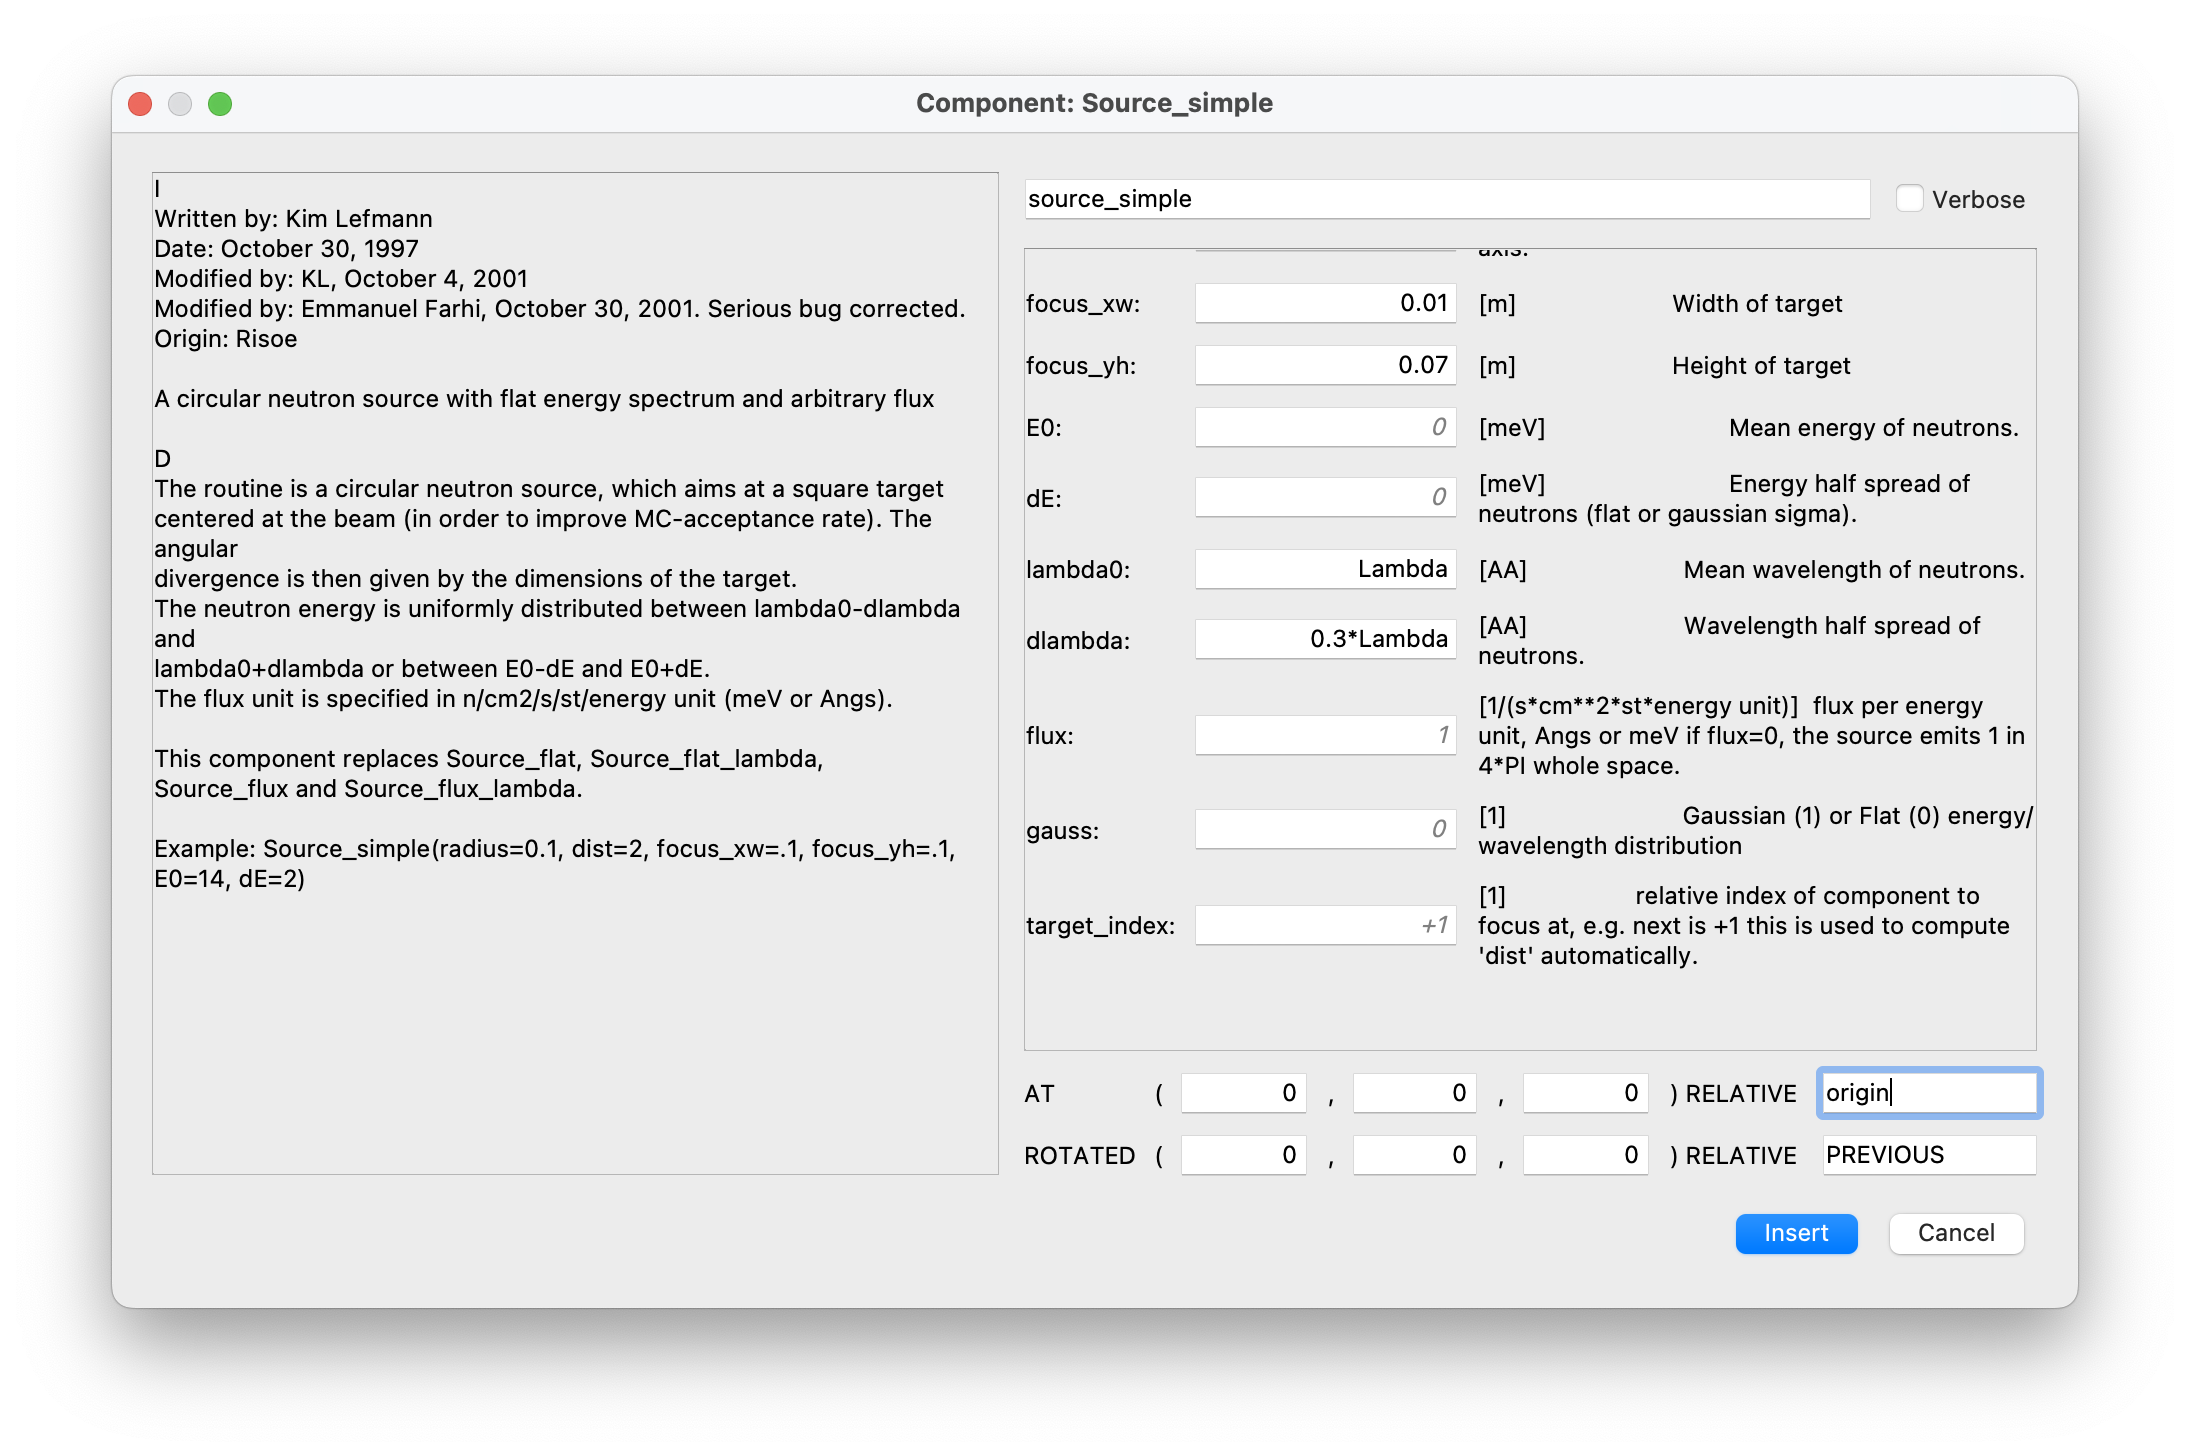 Component: Source_simple
I
Written by: Kim Lefmann
Date: October 30, 1997
Modified by: KL, October 4, 2001
Modified by: Emmanuel Farhi, October 30, 2001. Serious bug corrected.
Origin: Risoe
A circular neutron source with flat energy spectrum and arbitrary flux
D
The routine is a circular neutron source, which aims at a square target
centered at the beam (in order to improve MC-acceptance rate). The
angular
divergence is then given by the dimensions of the target.
The neutron energy is uniformly distributed between lambda0-dlambda
and
lambda0+dlambda or between E0-dE and E0+dE.
The flux unit is specified in n/cm2/s/st/energy unit (meV or Angs).
This component replaces Source_flat, Source_flat_lambda,
Source_flux and Source_flux_lambda.
Example: Source_simple(radius=0.1, dist=2, focus_xw=.1, focus_yh=.1,
E0=14, dE=2)
source_simple Verbose
axis.
focus_xw: 0.01 [m] Width of target
focus_yh: 0.07 [m] Height of target
E0: 0 [meV] Mean energy of neutrons.
dE: 0 [meV] Energy half spread of
neutrons (flat or gaussian sigma).
lambda0: Lambda [AA] Mean wavelength of neutrons.
dlambda: 0.3*Lambda [AA] Wavelength half spread of
neutrons.
flux: 1 [1/(s*cm**2*st*energy unit)] flux per energy
unit, Angs or meV if flux=0, the source emits 1 in
4*PI whole space.
gauss: 0 [1] Gaussian (1) or Flat (0) energy/
wavelength distribution
target_index: +1 [1] relative index of component to
focus at, e.g. next is +1 this is used to compute
'dist' automatically.
AT ( 0 , 0 , 0 ) RELATIVE origin
ROTATED ( 0 , 0 , 0 ) RELATIVE PREVIOUS
Insert Cancel